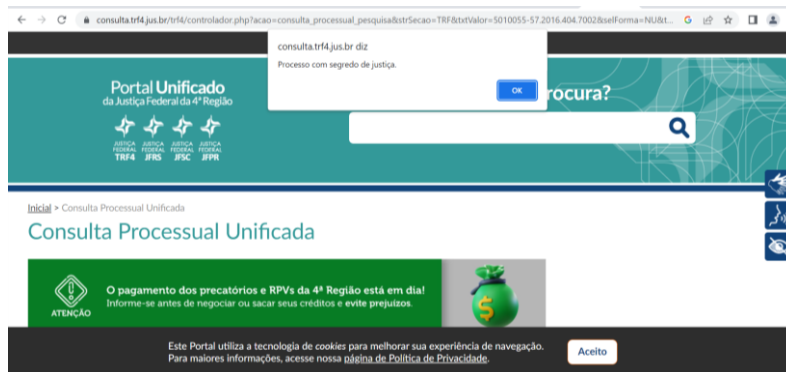 consulta.trf4.jus.br/trf4/controlador.php?acao=consulta_processual_pesquisa&strSecao=TRF&txtValor=5010055-57.2016.404.7002&selForma=NU&t...
consulta.trf4.jus.br diz
Processo com segredo de justiça.
OK
Portal Unificado
da Justiça Federal da 4ª Região
rocura?
JUSTIÇA FEDERAL TRF4
JUSTIÇA FEDERAL JFRS
JUSTIÇA FEDERAL JFSC
JUSTIÇA FEDERAL JFPR
Inicial > Consulta Processual Unificada
Consulta Processual Unificada
ATENÇÃO
O pagamento dos precatórios e RPVs da 4ª Região está em dia!
Informe-se antes de negociar ou sacar seus créditos e evite prejuízos.
Este Portal utiliza a tecnologia de cookies para melhorar sua experiência de navegação.
Para maiores informações, acesse nossa página de Política de Privacidade.
Aceito